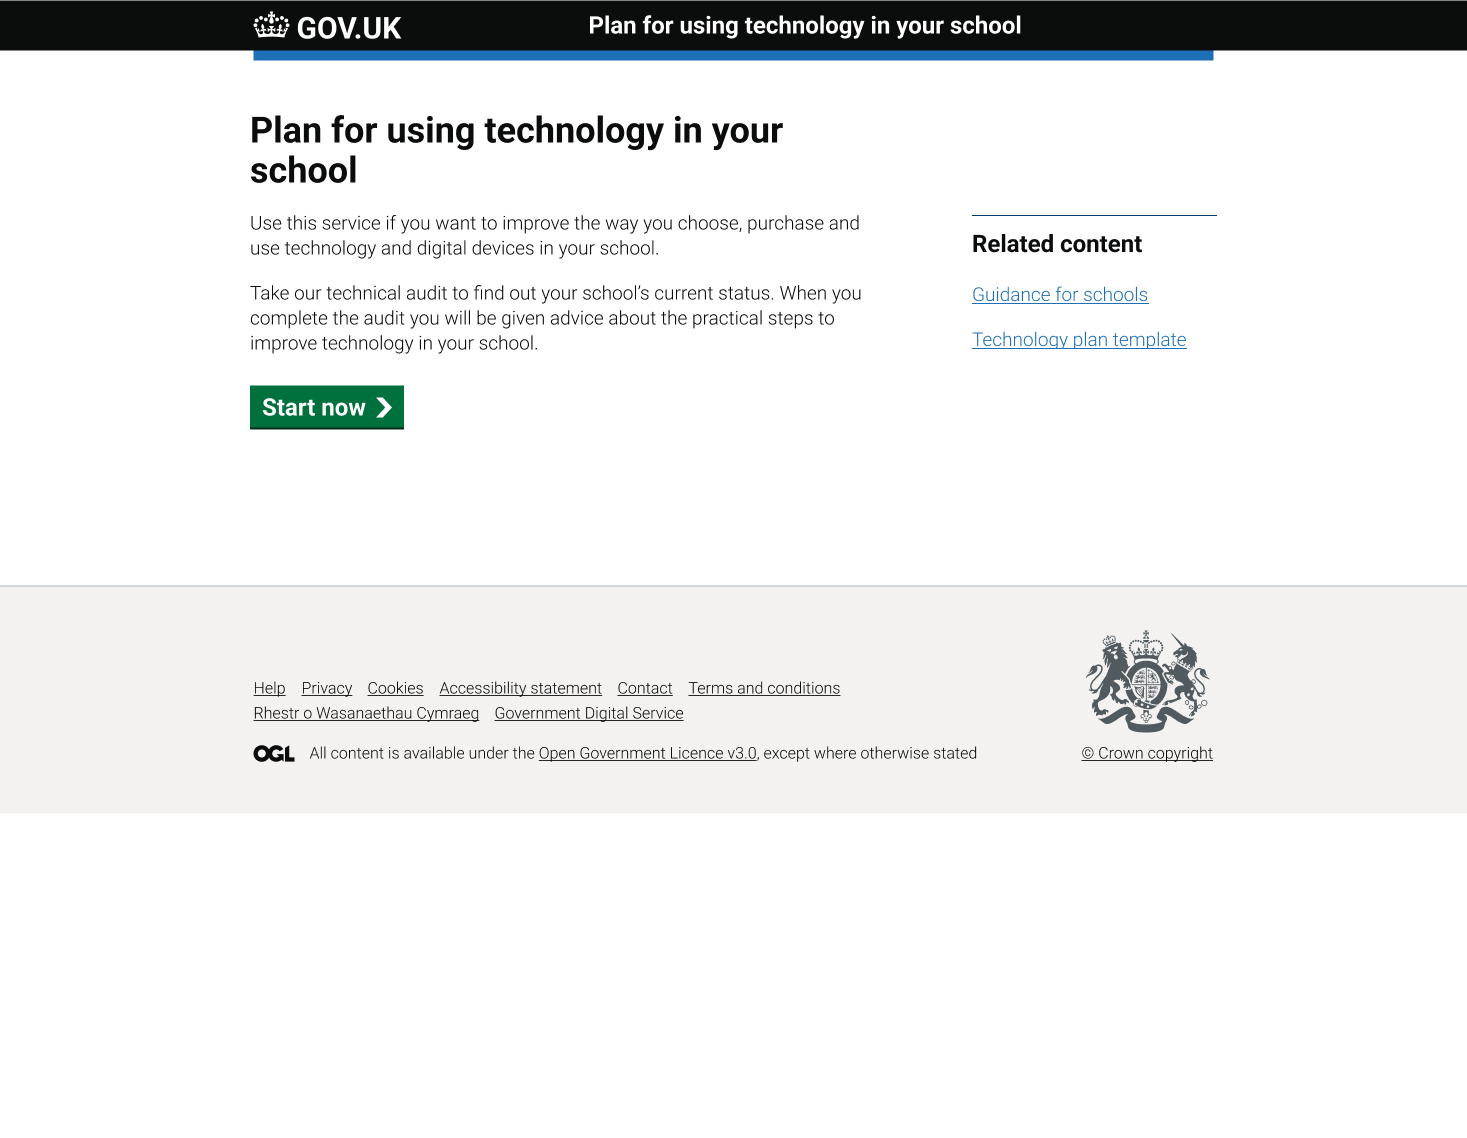 GOV.UK
Plan for using technology in your school
Plan for using technology in your
school
Use this service if you want to improve the way you choose, purchase and
use technology and digital devices in your school.
Take our technical audit to find out your school’s current status. When you
complete the audit you will be given advice about the practical steps to
improve technology in your school.
Start now
Related content
Guidance for schools
Technology plan template
Help Privacy Cookies Accessibility statement Contact Terms and conditions
Rhestr o Wasanaethau Cymraeg Government Digital Service
OGL All content is available under the Open Government Licence v3.0, except where otherwise stated
© Crown copyright